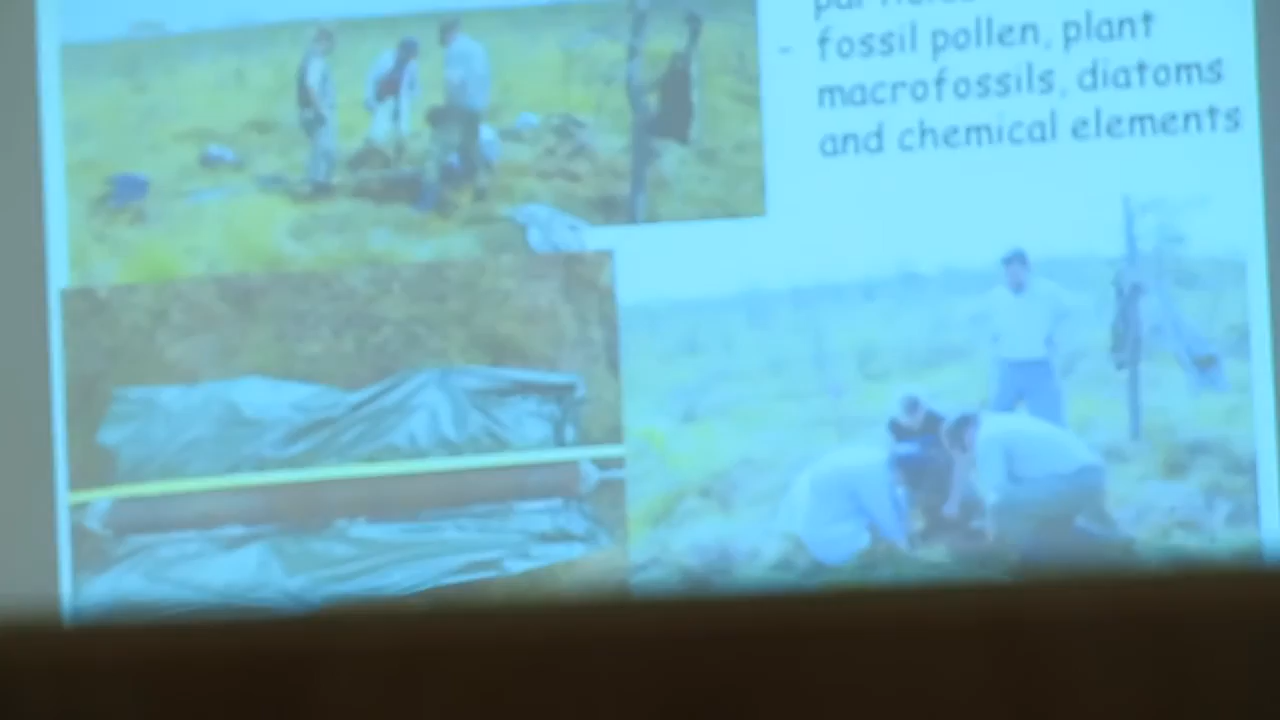 - fossil pollen, plant
macrofossils, diatoms
and chemical elements